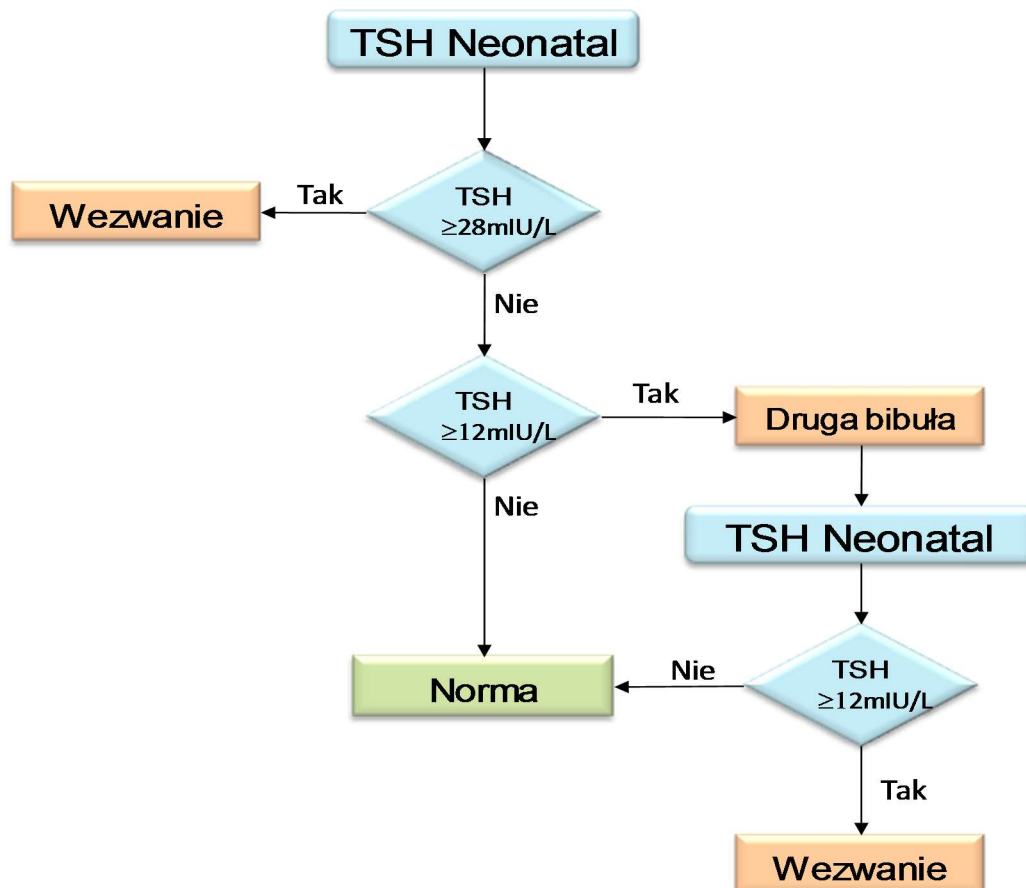 TSH Neonatal
Tak
TSH
≥28mIU/L
Wezwanie
Nie
TSH
≥12mIU/L
Tak
Druga bibuła
Nie
TSH Neonatal
TSH
≥12mIU/L
Nie
Norma
Tak
Wezwanie